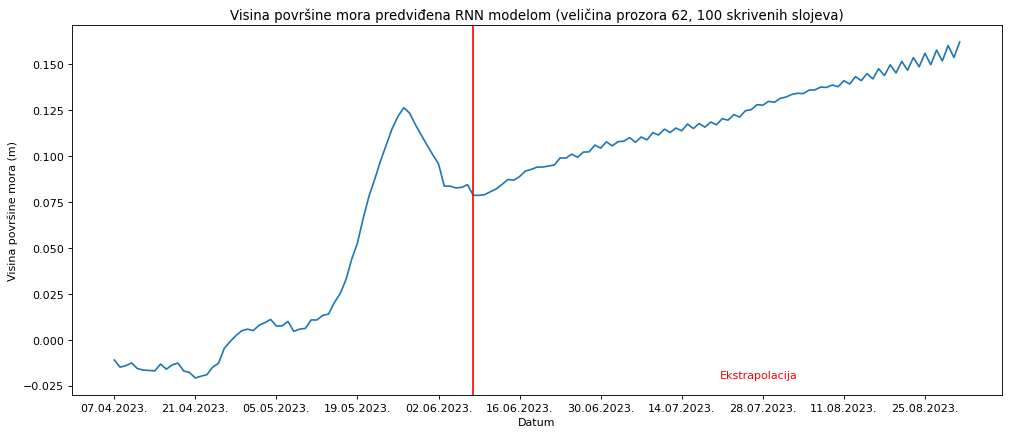 Visina površine mora predviđena RNN modelom (veličina prozora 62, 100 skrivenih slojeva)
Visina površine mora (m)
0.150
0.125
0.100
0.075
0.050
0.025
0.000
−0.025
Ekstrapolacija
07.04.2023. 21.04.2023. 05.05.2023. 19.05.2023. 02.06.2023. 16.06.2023. 30.06.2023. 14.07.2023. 28.07.2023. 11.08.2023. 25.08.2023.
Datum